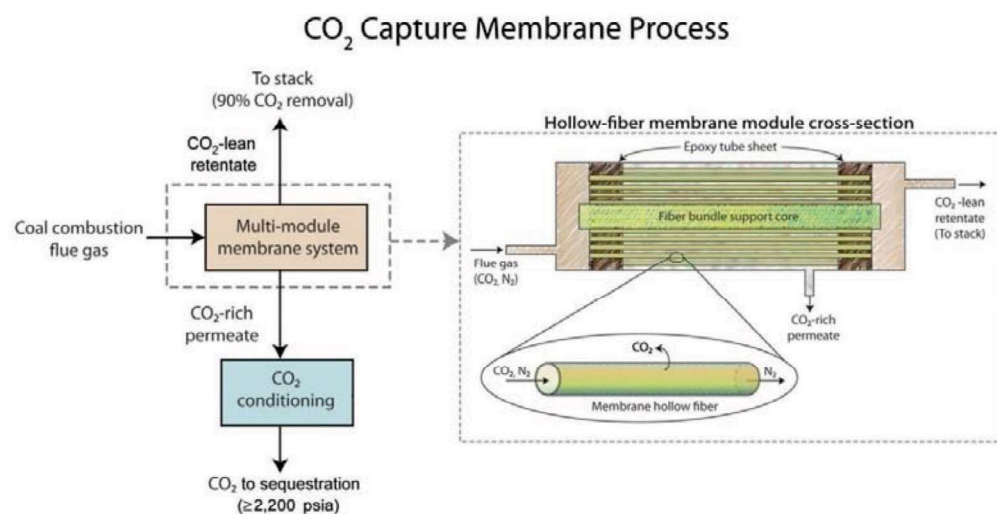 CO₂ Capture Membrane Process
To stack
(90% CO₂ removal)
CO₂-lean
retentate
Coal combustion
flue gas
Multi-module
membrane system
CO₂-rich
permeate
CO₂
conditioning
CO₂ to sequestration
(≥2,200 psia)
Hollow-fiber membrane module cross-section
Epoxy tube sheet
Fiber bundle support core
CO₂ -lean
retentate
(To stack)
Flue gas
(CO₂, N₂)
CO₂-rich
permeate
CO₂
CO₂, N₂
N₂
Membrane hollow fiber